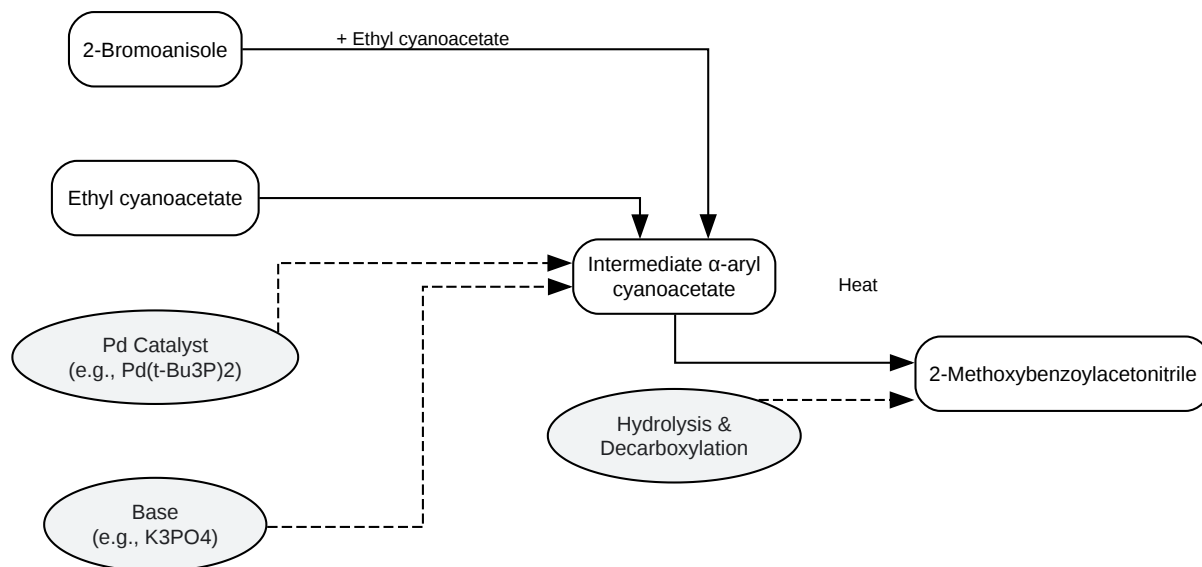 2-Bromoanisole
+ Ethyl cyanoacetate
Ethyl cyanoacetate
Intermediate α-aryl
cyanoacetate
Heat
Pd Catalyst
(e.g., Pd(t-Bu3P)2)
2-Methoxybenzoylacetonitrile
Hydrolysis &
Decarboxylation
Base
(e.g., K3PO4)